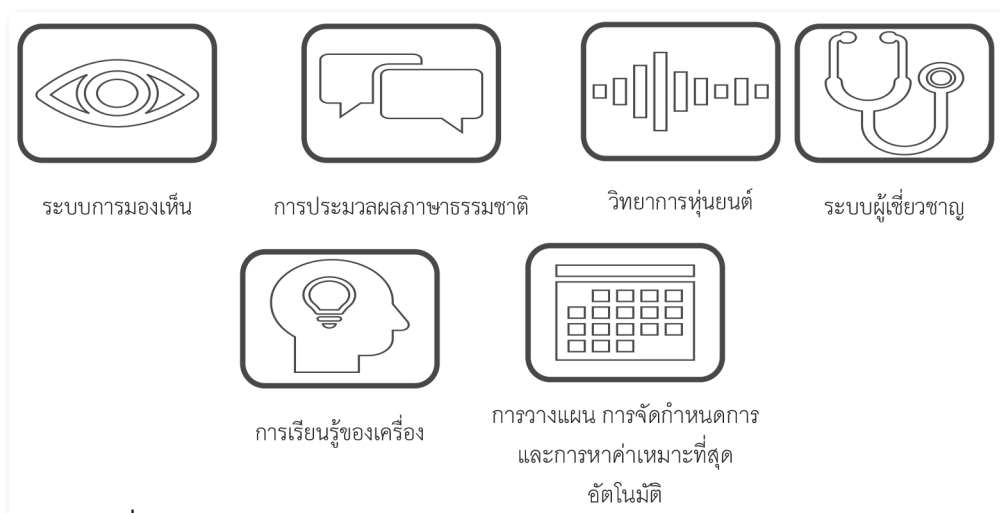 ระบบการมองเห็น
การประมวลผลภาษาธรรมชาติ
วิทยาการหุ่นยนต์
ระบบผู้เชี่ยวชาญ
การเรียนรู้ของเครื่อง
การวางแผน การจัดกำหนดการ
และการหาค่าเหมาะที่สุด
อัตโนมัติ